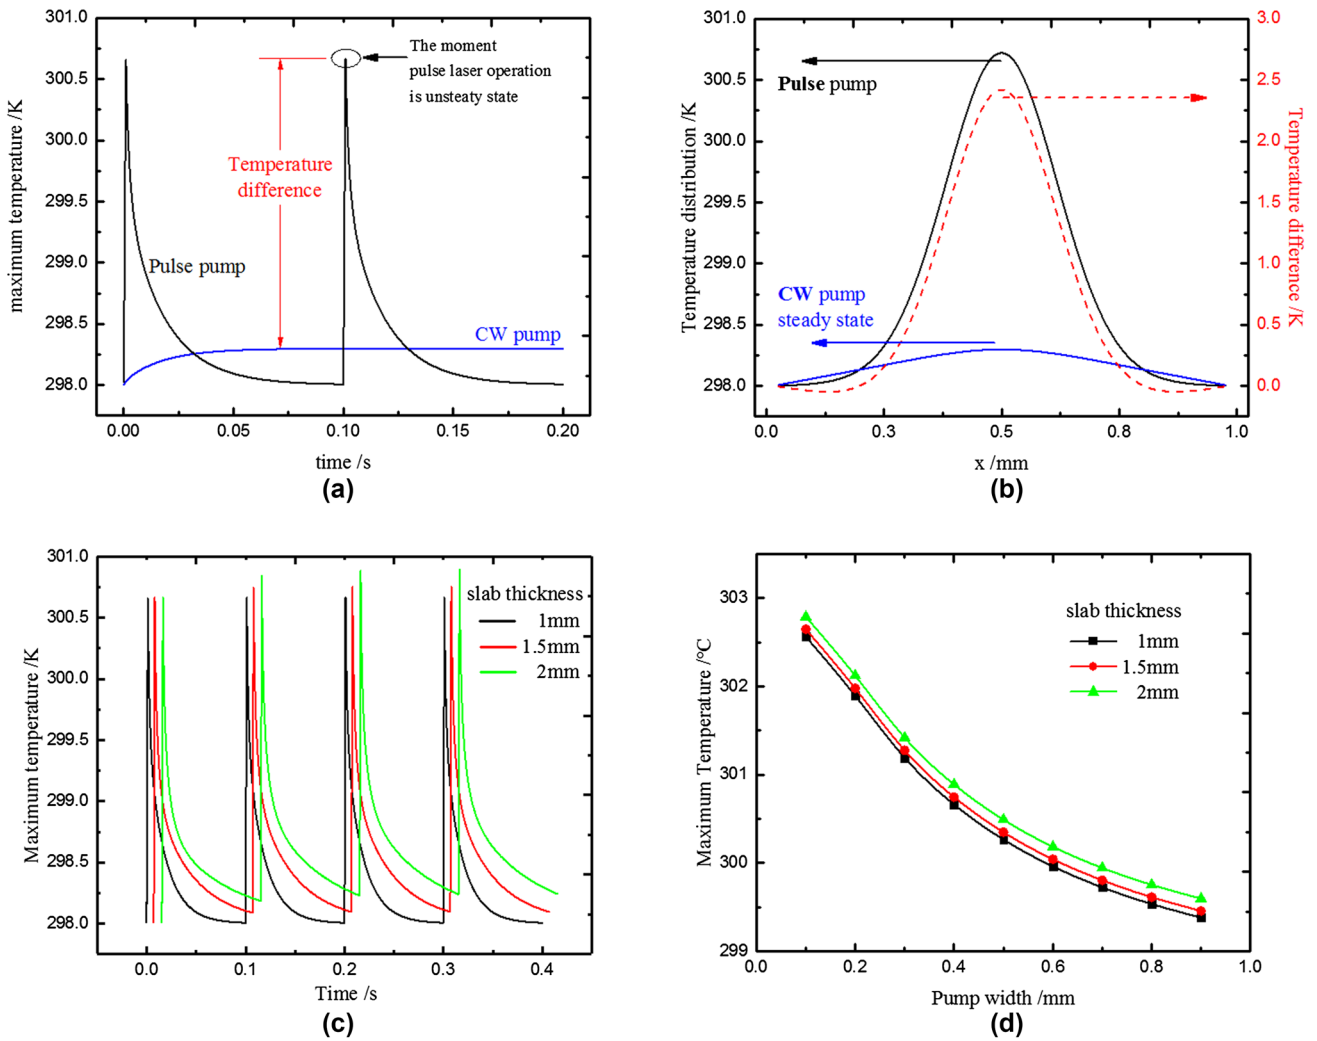 301.0
300.5
300.0
299.5
299.0
298.5
298.0
maximum temperature /K
0.00
0.05
0.10
0.15
0.20
time /s
The moment
pulse laser operation
is unsteaty state
Temperature
difference
Pulse pump
CW pump
(a)
301.0
300.5
300.0
299.5
299.0
298.5
298.0
Temperature distribution /K
3.0
2.5
2.0
1.5
1.0
0.5
0.0
Temperature difference /K
Pulse pump
CW pump
steady state
0.0
0.3
0.5
0.8
1.0
x /mm
(b)
301.0
300.5
300.0
299.5
299.0
298.5
298.0
Maximum temperature /K
slab thickness
1mm
1.5mm
2mm
0.0
0.1
0.2
0.3
0.4
Time /s
(c)
303
302
301
300
299
Maximum Temperature /°C
slab thickness
1mm
1.5mm
2mm
0.0
0.2
0.4
0.6
0.8
1.0
Pump width /mm
(d)